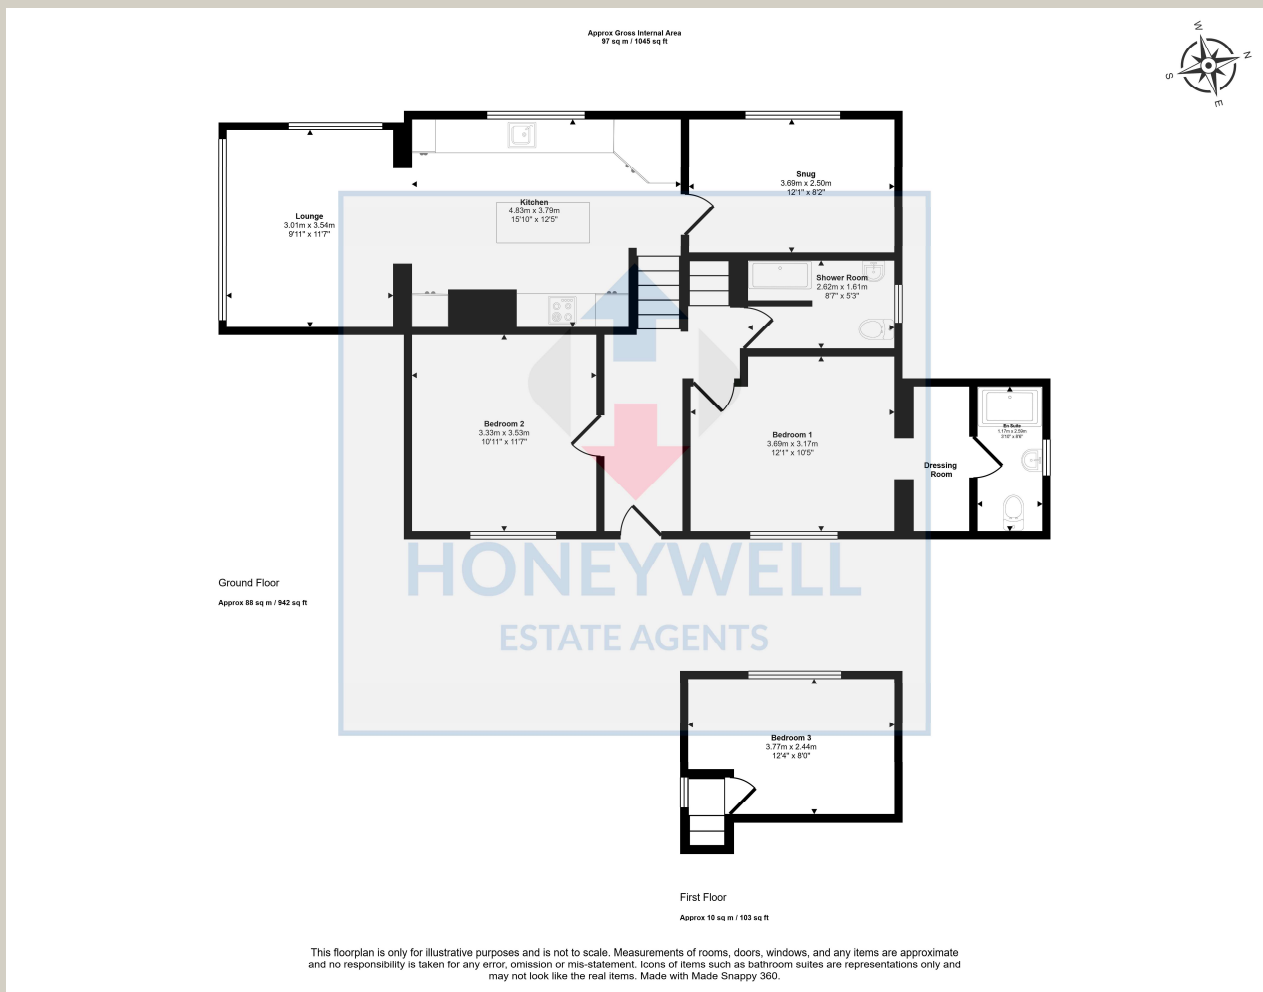 Approx Gross Internal Area
97 sq m / 1045 sq ft
W
N
S
E
Snug
3.69m x 2.50m
12'1" x 8'2"
Kitchen
4.83m x 3.79m
15'10" x 12'5"
Lounge
3.01m x 3.54m
9'11" x 11'7"
Shower Room
2.62m x 1.61m
8'7" x 5'3"
Bedroom 2
3.33m x 3.53m
10'11" x 11'7"
Bedroom 1
3.69m x 3.17m
12'1" x 10'5"
En Suite
1.17m x 2.59m
3'10" x 8'6"
Dressing
Room
HONEYWELL
ESTATE AGENTS
Ground Floor
Approx 88 sq m / 942 sq ft
Bedroom 3
3.77m x 2.44m
12'4" x 8'0"
First Floor
Approx 10 sq m / 103 sq ft
This floorplan is only for illustrative purposes and is not to scale. Measurements of rooms, doors, windows, and any items are approximate
and no responsibility is taken for any error, omission or mis-statement. Icons of items such as bathroom suites are representations only and
may not look like the real items. Made with Made Snappy 360.